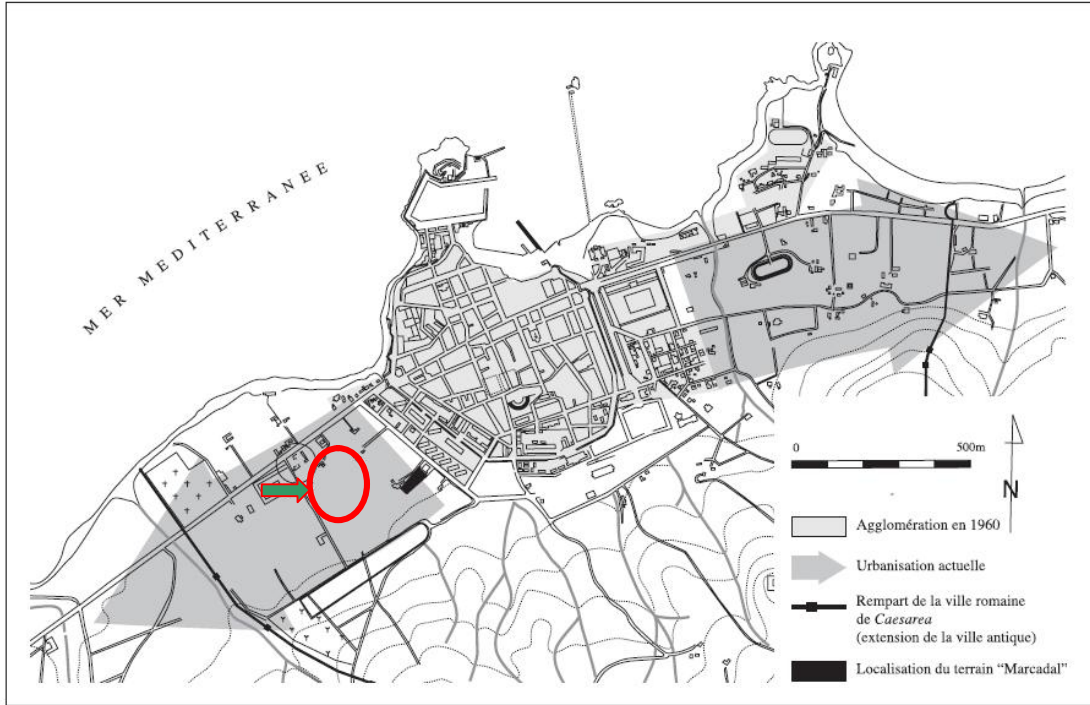 MER MEDITERRANEE
0 500m
N
Agglomération en 1960
Urbanisation actuelle
Rempart de la ville romaine
de Caesarea
(extension de la ville antique)
Localisation du terrain “Marcadal”